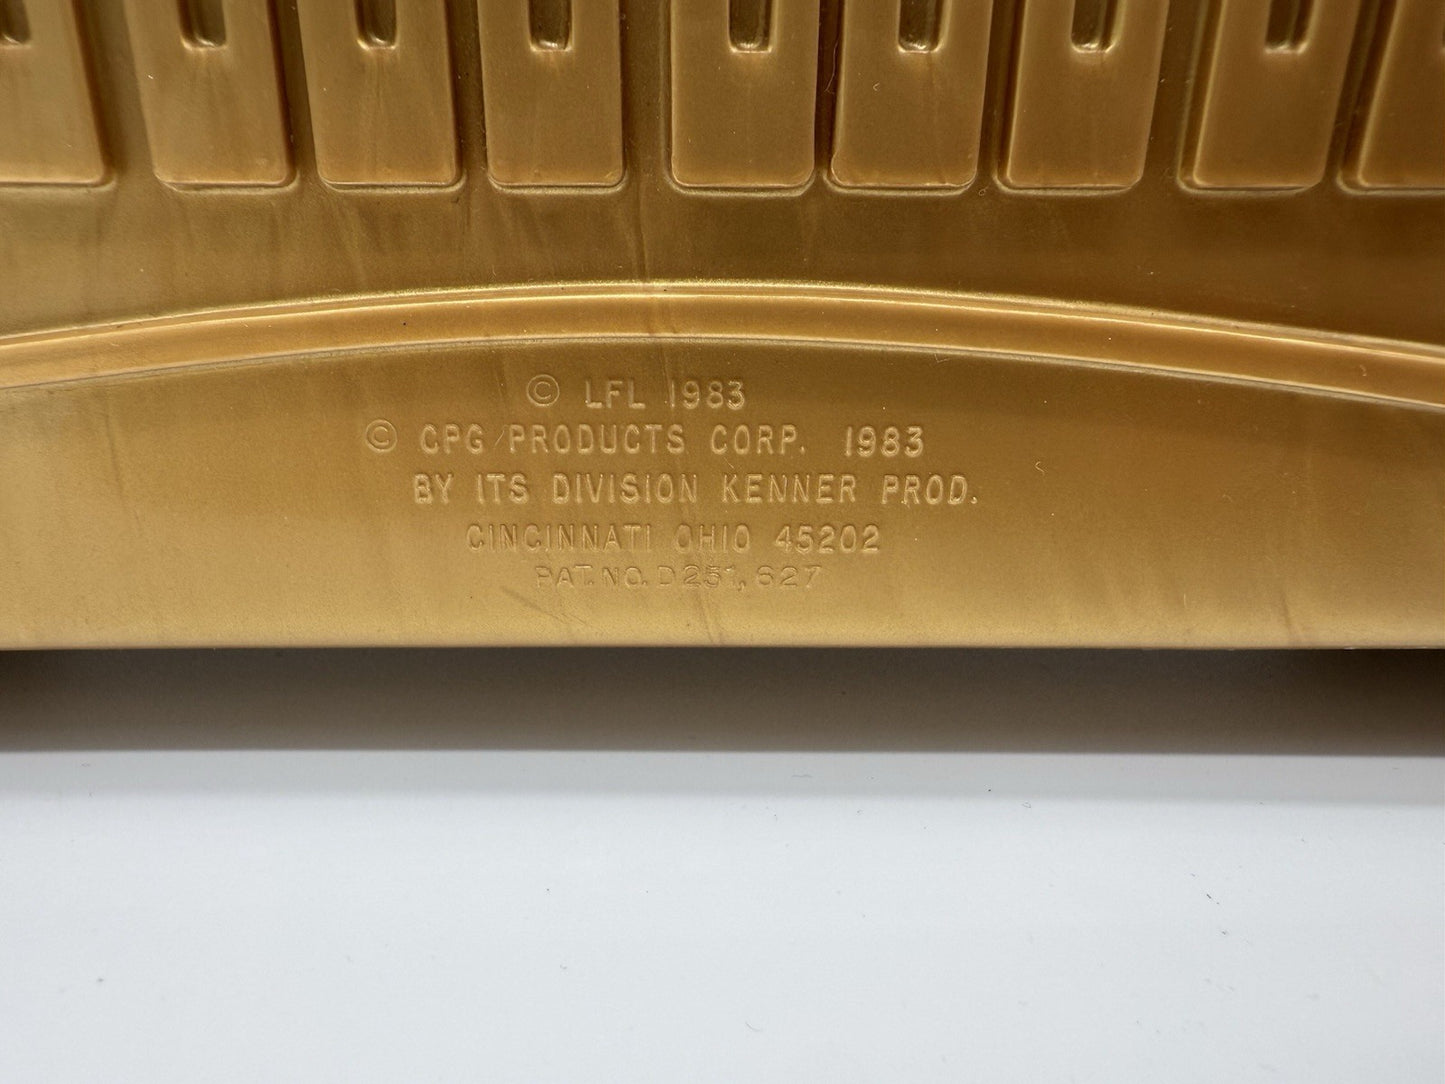 © LFL 1983
© CPG PRODUCTS CORP. 1983
BY ITS DIVISION KENNER PROD.
CINCINNATI OHIO 45202
PAT. NO. D251,627